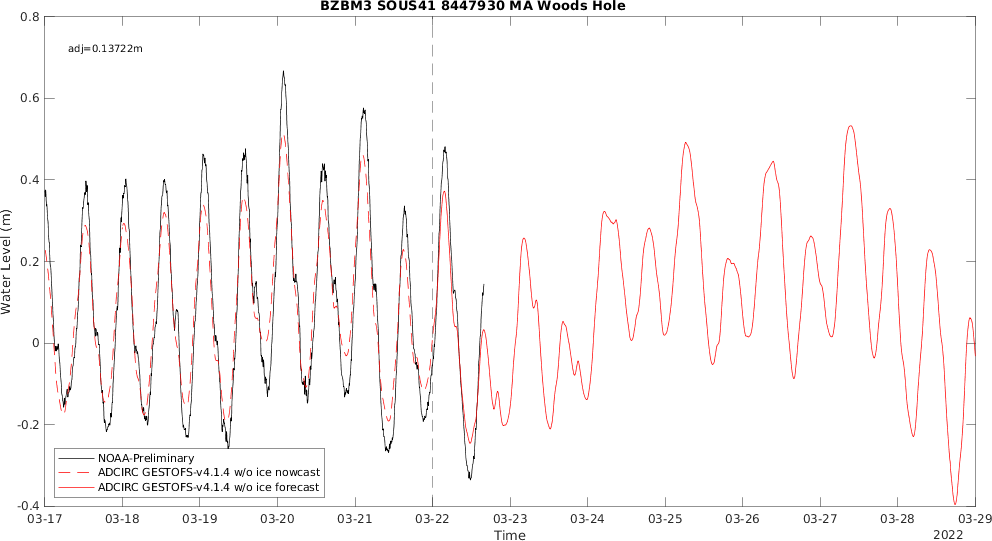 BZBM3 SOUS41 8447930 MA Woods Hole
0.8
adj=0.13722m
0.6
0.4
0.2
0
-0.2
-0.4
Water Level (m)
NOAA-Preliminary
ADCIRC GESTOFS-v4.1.4 w/o ice nowcast
ADCIRC GESTOFS-v4.1.4 w/o ice forecast
03-17 03-18 03-19 03-20 03-21 03-22 03-23 03-24 03-25 03-26 03-27 03-28 03-29
Time
2022